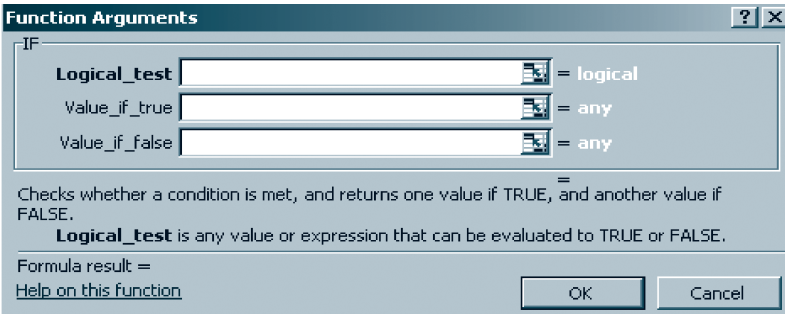 Function Arguments ? X
IF
Logical_test = logical
Value_if_true = any
Value_if_false = any
=
Checks whether a condition is met, and returns one value if TRUE, and another value if
FALSE.
Logical_test is any value or expression that can be evaluated to TRUE or FALSE.
Formula result =
Help on this function OK Cancel